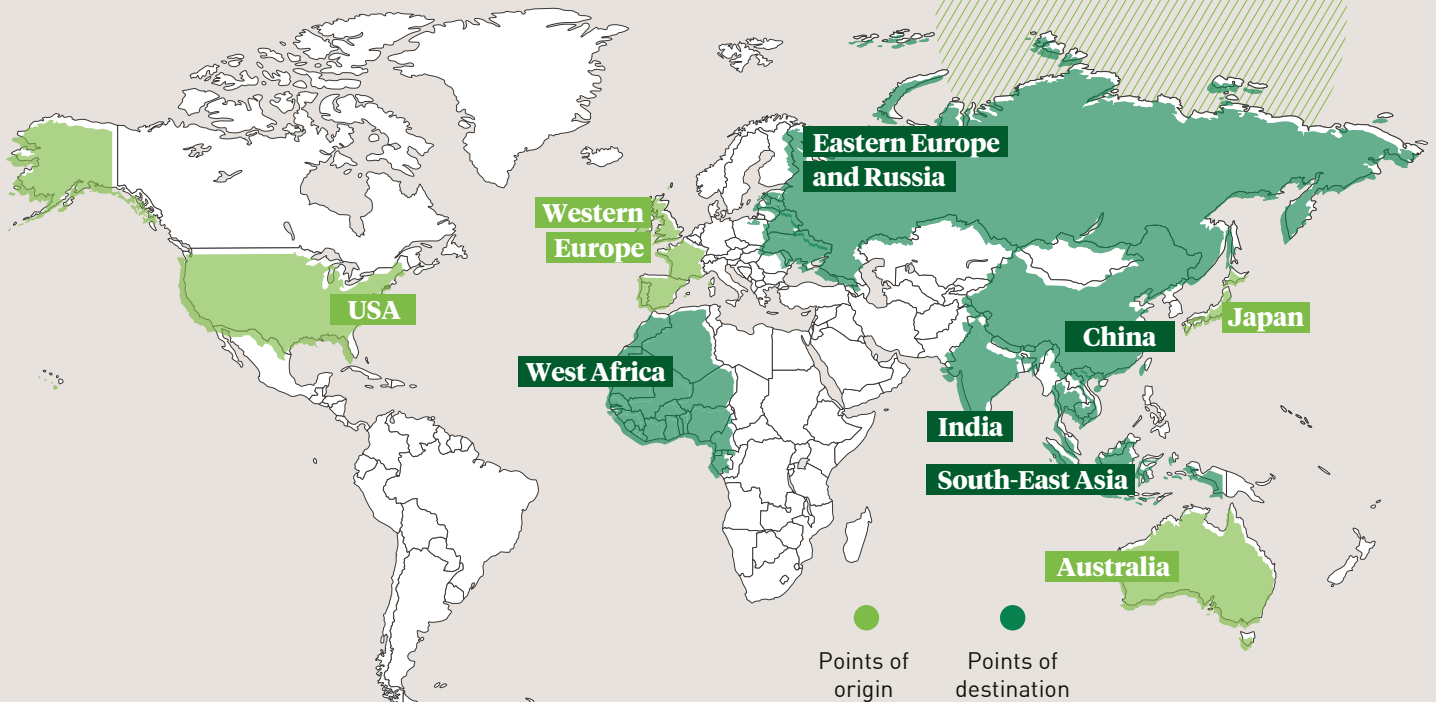 Eastern Europe
and Russia
Western
Europe
USA
Japan
China
West Africa
India
South-East Asia
Australia
Points of
origin
Points of
destination